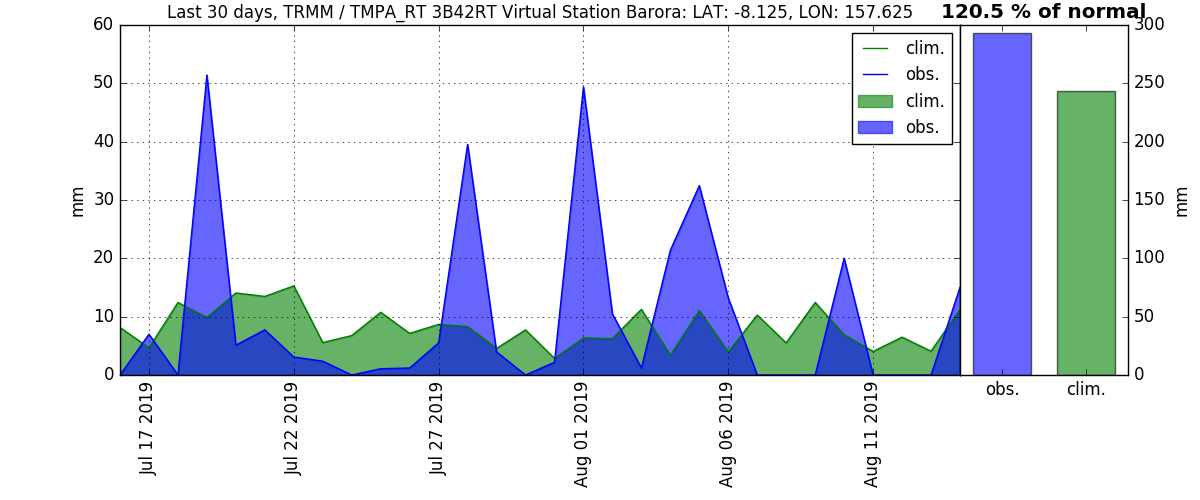 Last 30 days, TRMM / TMPA_RT 3B42RT Virtual Station Barora: LAT: -8.125, LON: 157.625
120.5 % of normal
60
50
40
30
20
10
0
mm
clim.
obs.
clim.
obs.
300
250
200
150
100
50
0
mm
Jul 17 2019
Jul 22 2019
Jul 27 2019
Aug 01 2019
Aug 06 2019
Aug 11 2019
obs.
clim.